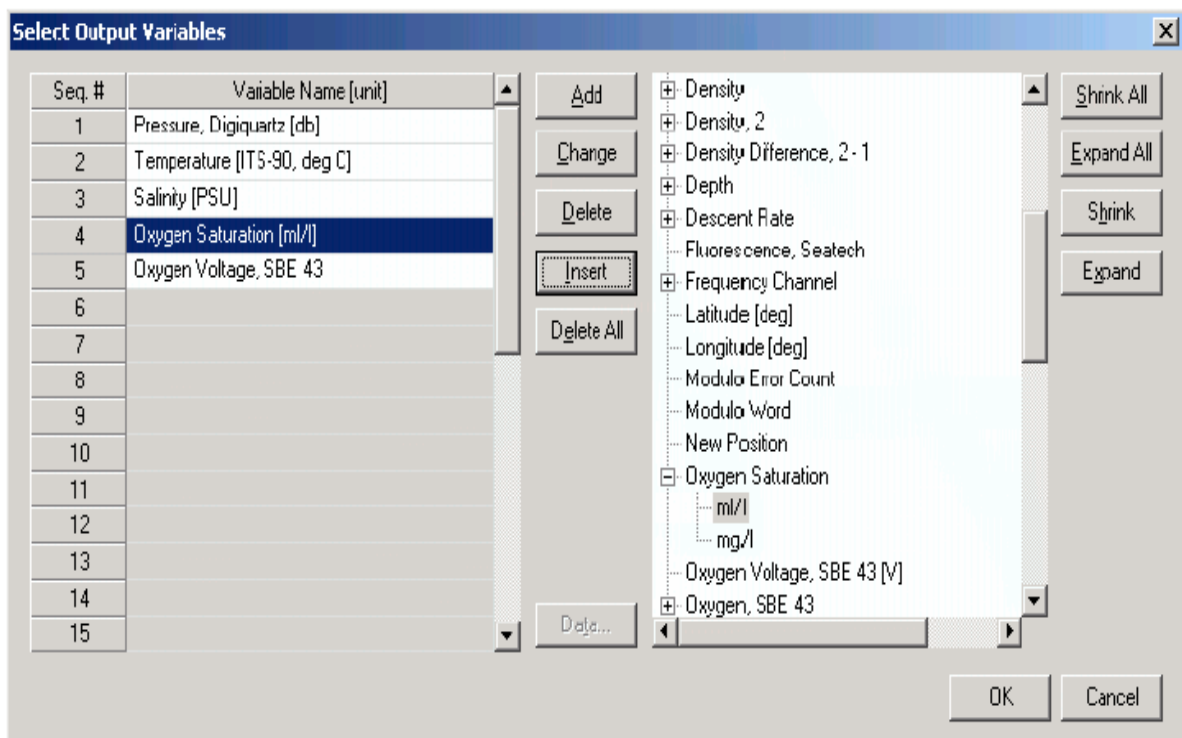 Select Output Variables
Seq. # Variable Name [unit]
1 Pressure, Digiquartz [db]
2 Temperature [ITS-90, deg C]
3 Salinity [PSU]
4 Oxygen Saturation [ml/l]
5 Oxygen Voltage, SBE 43
6
7
8
9
10
11
12
13
14
15
Add
Change
Delete
Insert
Delete All
Data...
Density
Density, 2
Density Difference, 2 - 1
Depth
Descent Rate
Fluorescence, Seatech
Frequency Channel
Latitude [deg]
Longitude [deg]
Modulo Error Count
Modulo Word
New Position
Oxygen Saturation
ml/l
mg/l
Oxygen Voltage, SBE 43 [V]
Oxygen, SBE 43
Shrink All
Expand All
Shrink
Expand
OK
Cancel